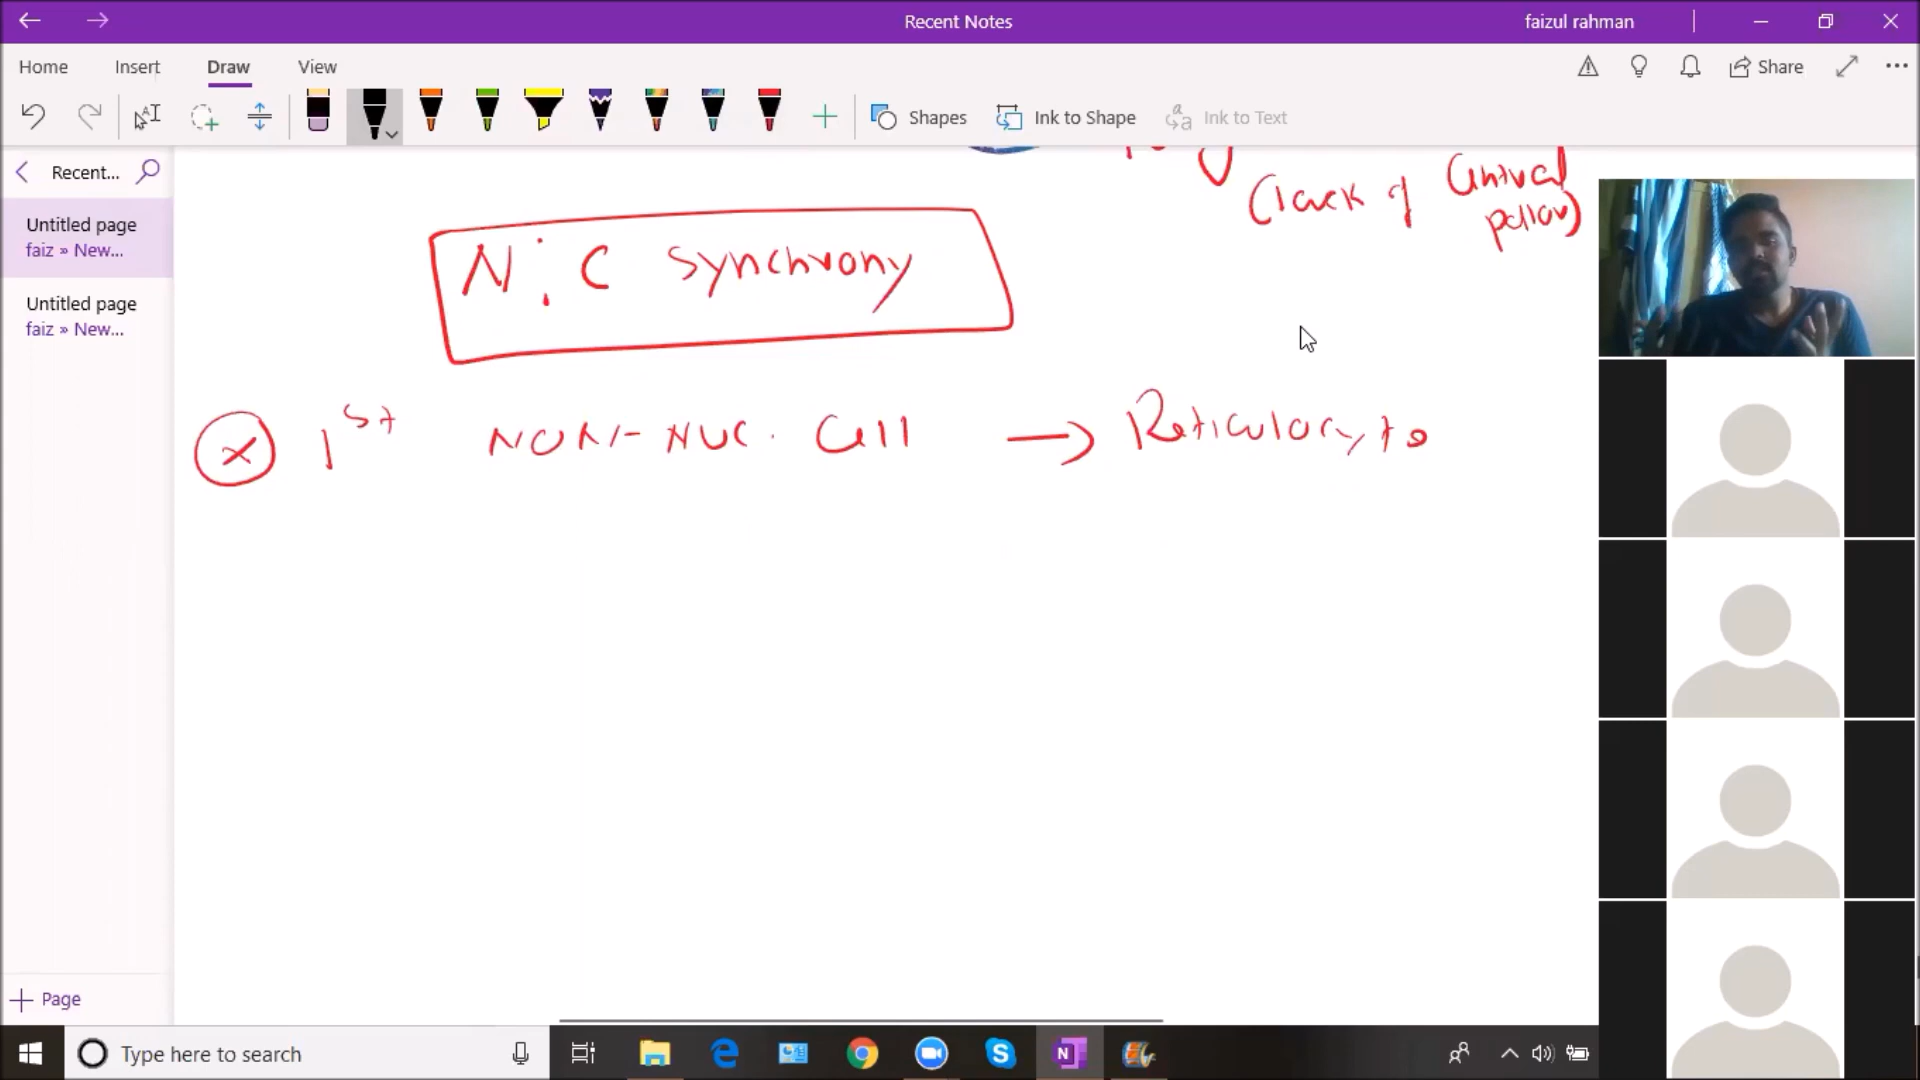 Recent Notes
faizul rahman
Home Insert Draw View
Share
Shapes
Ink to Shape
Ink to Text
Recent...
Untitled page
faiz » New...
Untitled page
faiz » New...
(lack of Central
pallor)
N : C synchrony
1st NON-NUC. Cell → Reticulocyte
Page
Type here to search